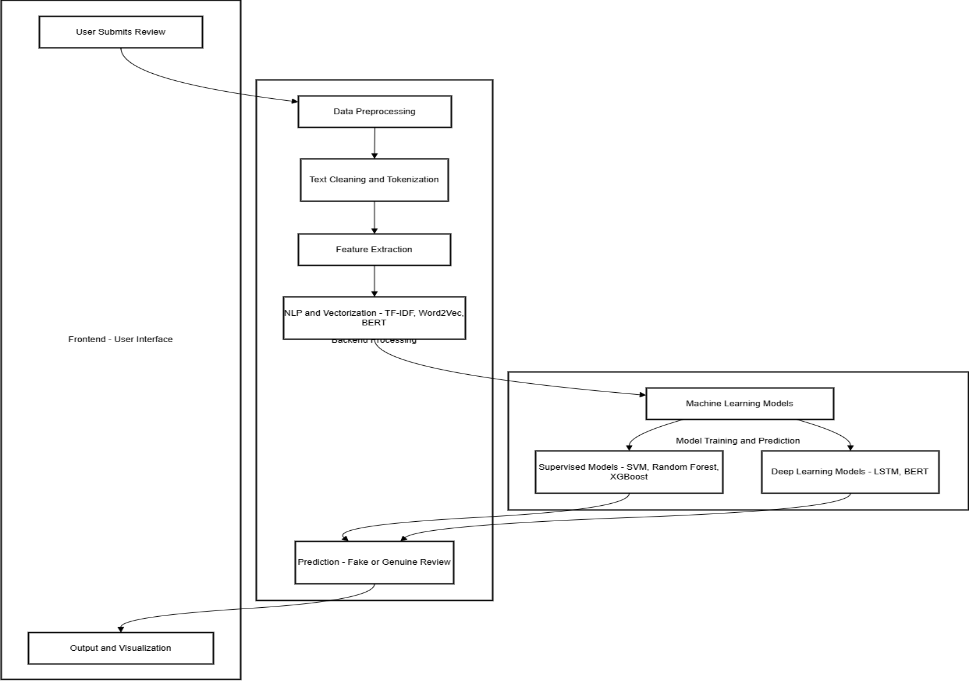 User Submits Review
Data Preprocessing
Text Cleaning and Tokenization
Feature Extraction
NLP and Vectorization - TF-IDF, Word2Vec,
BERT
Backend Processing
Frontend - User Interface
Machine Learning Models
Model Training and Prediction
Supervised Models - SVM, Random Forest,
XGBoost
Deep Learning Models - LSTM, BERT
Prediction - Fake or Genuine Review
Output and Visualization